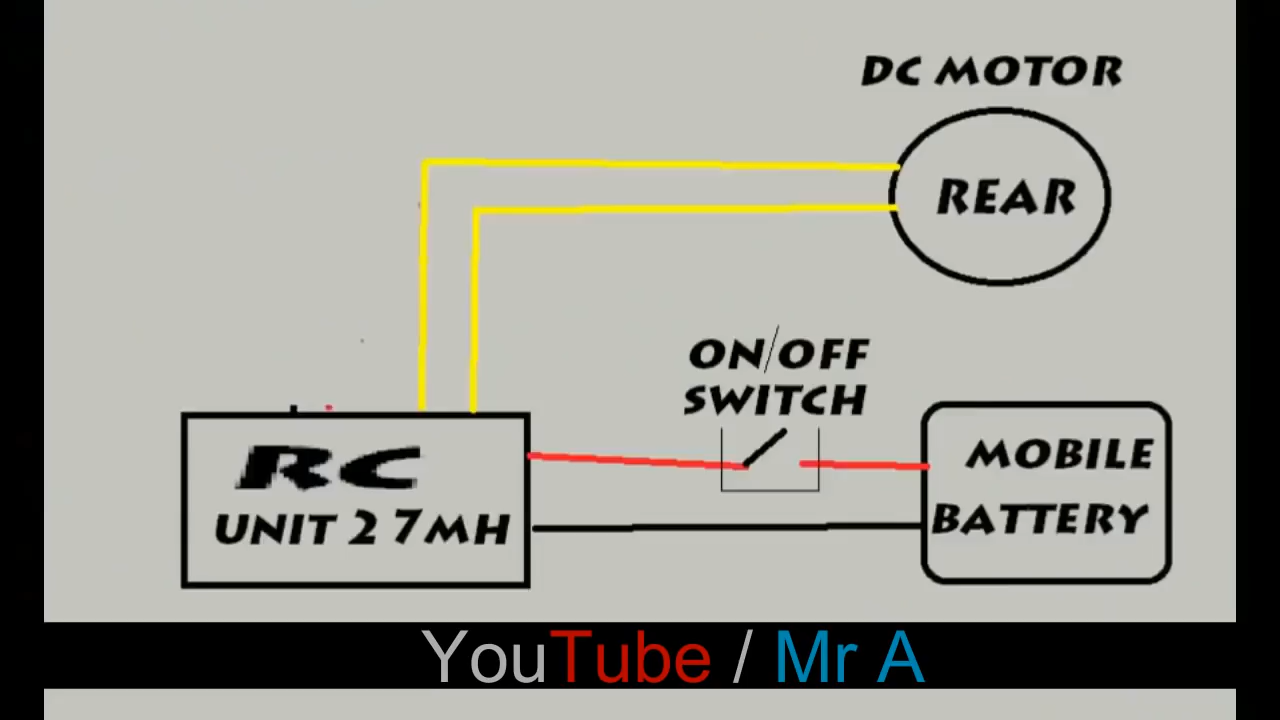 DC MOTOR
REAR
ON/OFF
SWITCH
RC
UNIT 2 7MH
MOBILE
BATTERY
YouTube / Mr A